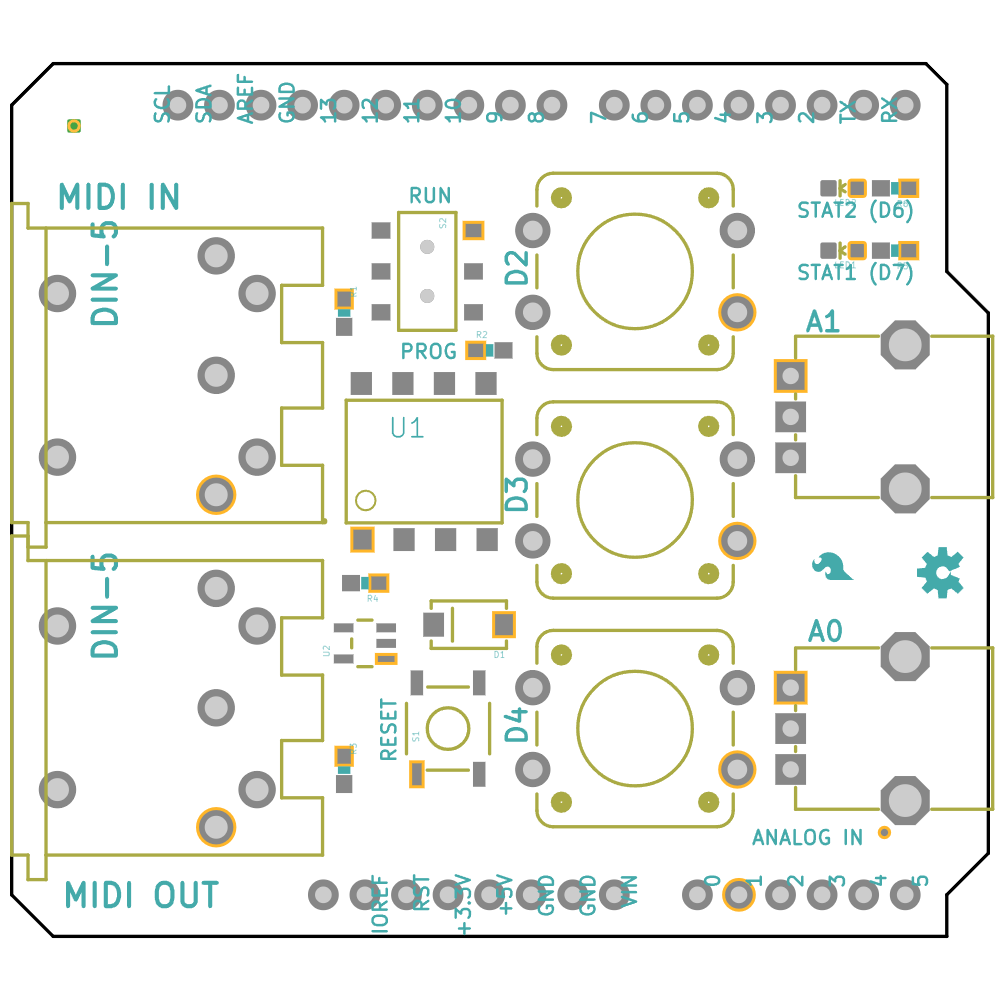 SCL SDA AREF GND 13 12 11 10 9 8 7 6 5 4 3 2 TX RX
MIDI IN
RUN
S2
STAT2 (D6)
DIN-5
D2
STAT1 (D7)
R1
A1
R2
PROG
U1
D3
DIN-5
R4
U2
D1
A0
RESET
S1
D4
R3
ANALOG IN
MIDI OUT
IOREF RST +3.3V +5V GND GND VIN 0 1 2 3 4 5